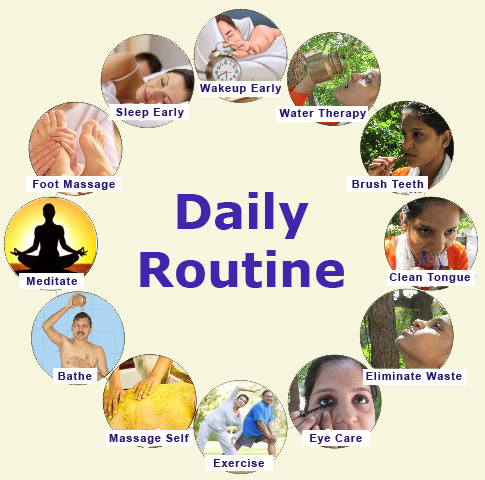 Daily
Routine
Wakeup Early
Water Therapy
Brush Teeth
Clean Tongue
Eliminate Waste
Eye Care
Exercise
Massage Self
Bathe
Meditate
Foot Massage
Sleep Early